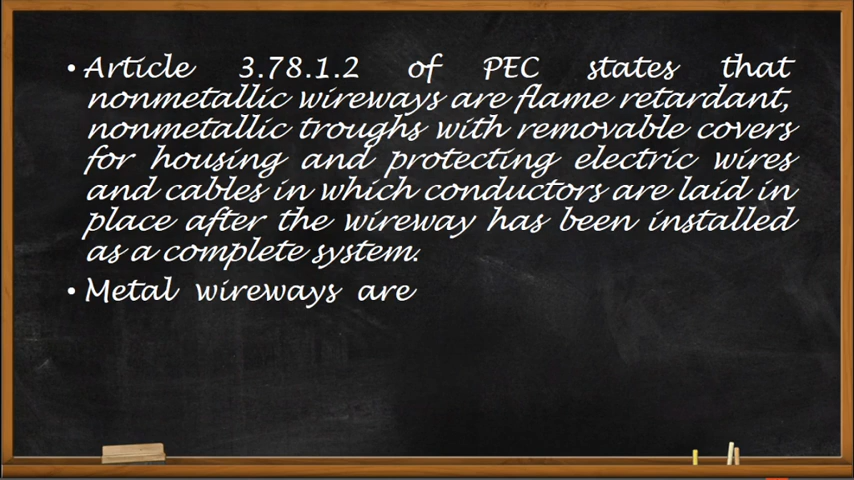 • Article 3.78.1.2 of PEC states that
nonmetallic wireways are flame retardant,
nonmetallic troughs with removable covers
for housing and protecting electric wires
and cables in which conductors are laid in
place after the wireway has been installed
as a complete system.
• Metal wireways are